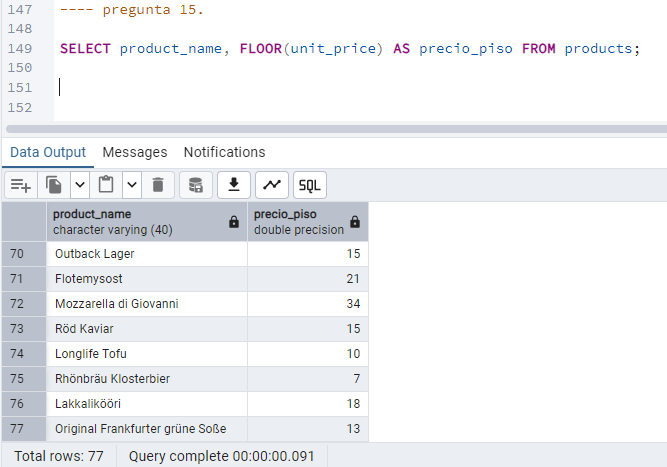 147 ---- pregunta 15.
148
149 SELECT product_name, FLOOR(unit_price) AS precio_piso FROM products;
150
151
152
Data Output Messages Notifications
SQL
product_name precio_piso
character varying (40) double precision
70 Outback Lager 15
71 Flotemysost 21
72 Mozzarella di Giovanni 34
73 Röd Kaviar 15
74 Longlife Tofu 10
75 Rhönbräu Klosterbier 7
76 Lakkalikööri 18
77 Original Frankfurter grüne Soße 13
Total rows: 77 Query complete 00:00:00.091